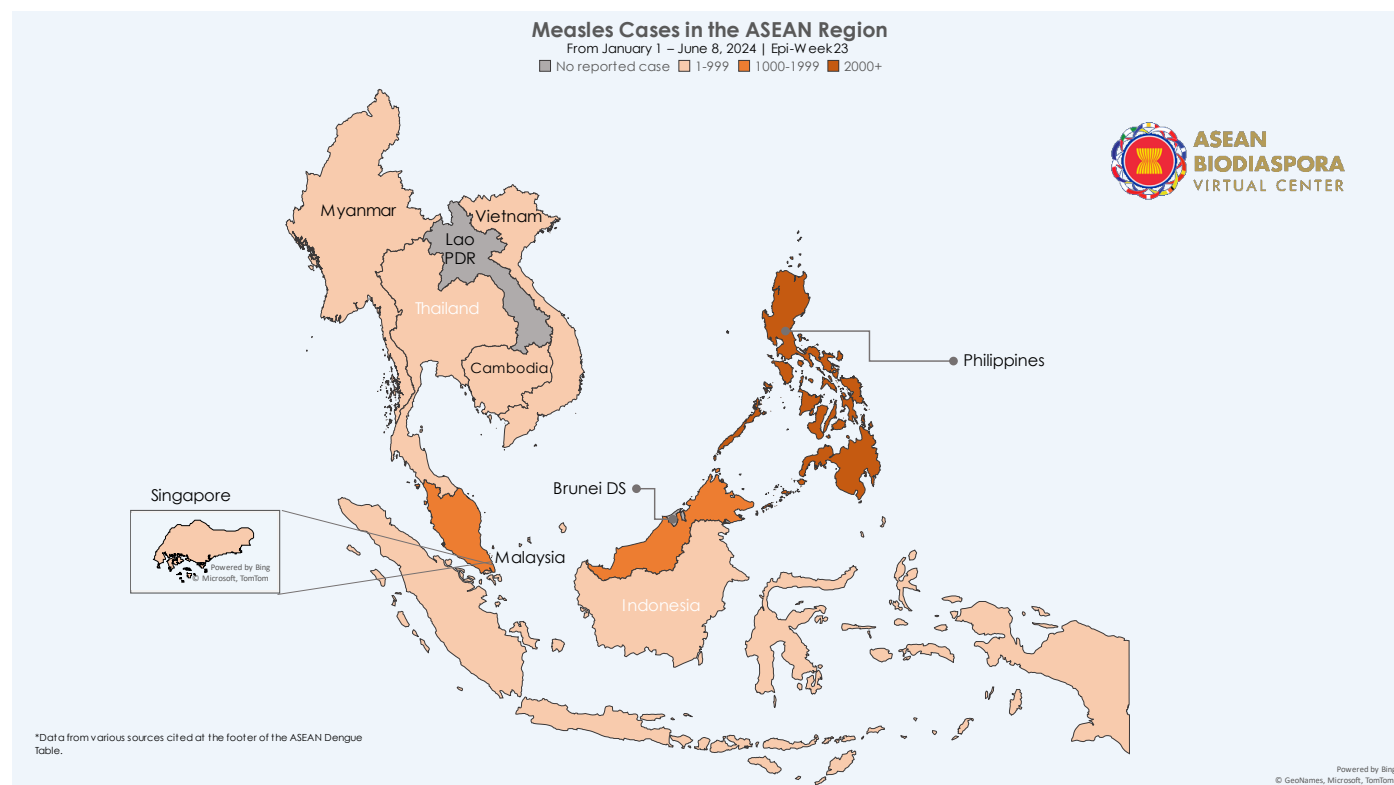 Measles Cases in the ASEAN Region
From January 1 – June 8, 2024 | Epi-Week23
No reported case 1-999 1000-1999 2000+
ASEAN
BIODIASPORA
VIRTUAL CENTER
Myanmar
Vietnam
Lao
PDR
Thailand
Cambodia
Philippines
Brunei DS
Singapore
Powered by Bing
© Microsoft, TomTom
Malaysia
Indonesia
*Data from various sources cited at the footer of the ASEAN Dengue
Table.
Powered by Bing
© GeoNames, Microsoft, TomTom